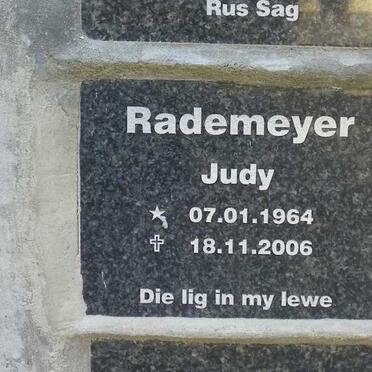 Rus Sag
Rademeyer
Judy
07.01.1964
18.11.2006
Die lig in my lewe